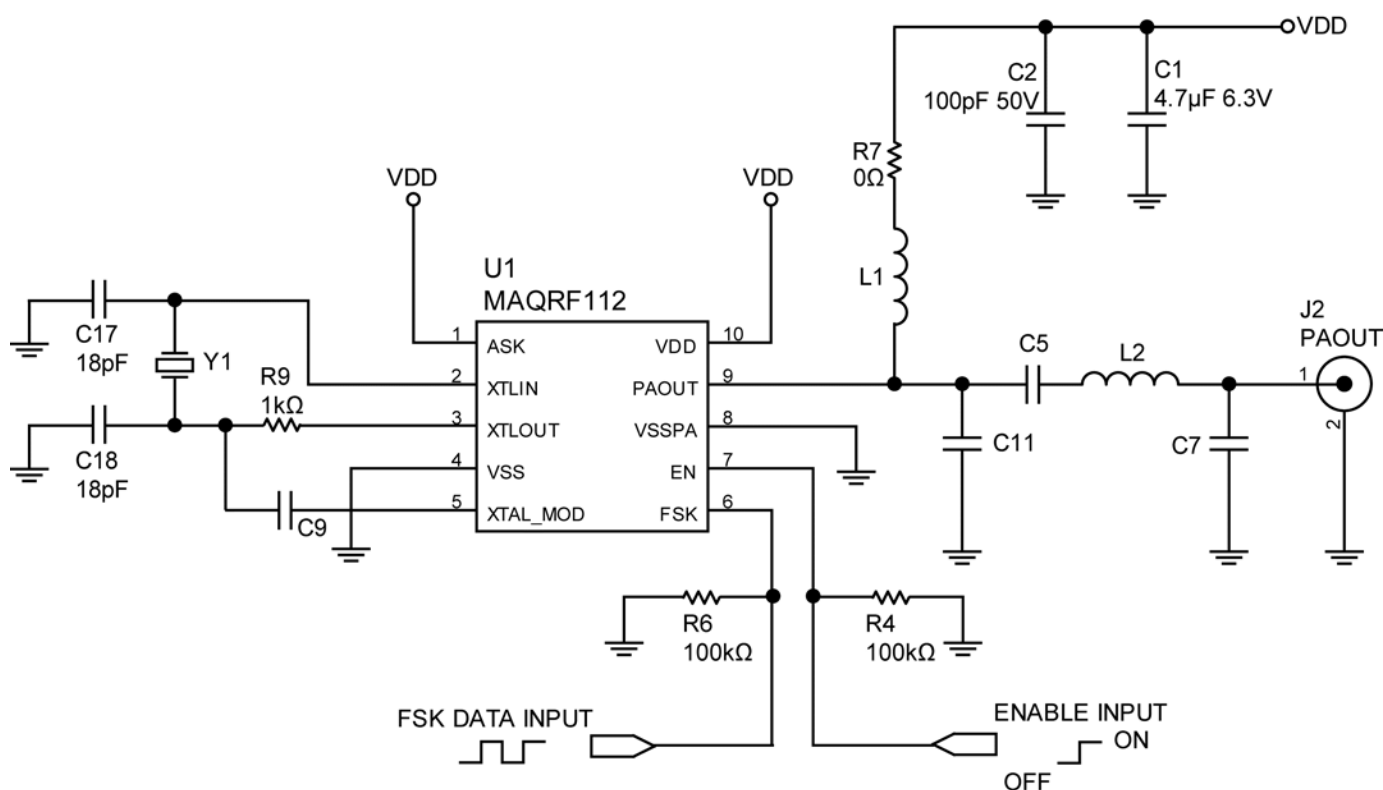 VDD
C2
100pF 50V
C1
4.7µF 6.3V
R7
0Ω
VDD
VDD
L1
U1
MAQRF112
J2
PAOUT
C17
18pF
Y1
R9
1kΩ
C18
18pF
C9
1
ASK
2
XTLIN
3
XTLOUT
4
VSS
5
XTAL_MOD
10
VDD
9
PAOUT
8
VSSPA
7
EN
6
FSK
C5
L2
C11
C7
1
2
R6
100kΩ
R4
100kΩ
FSK DATA INPUT
ENABLE INPUT
ON
OFF